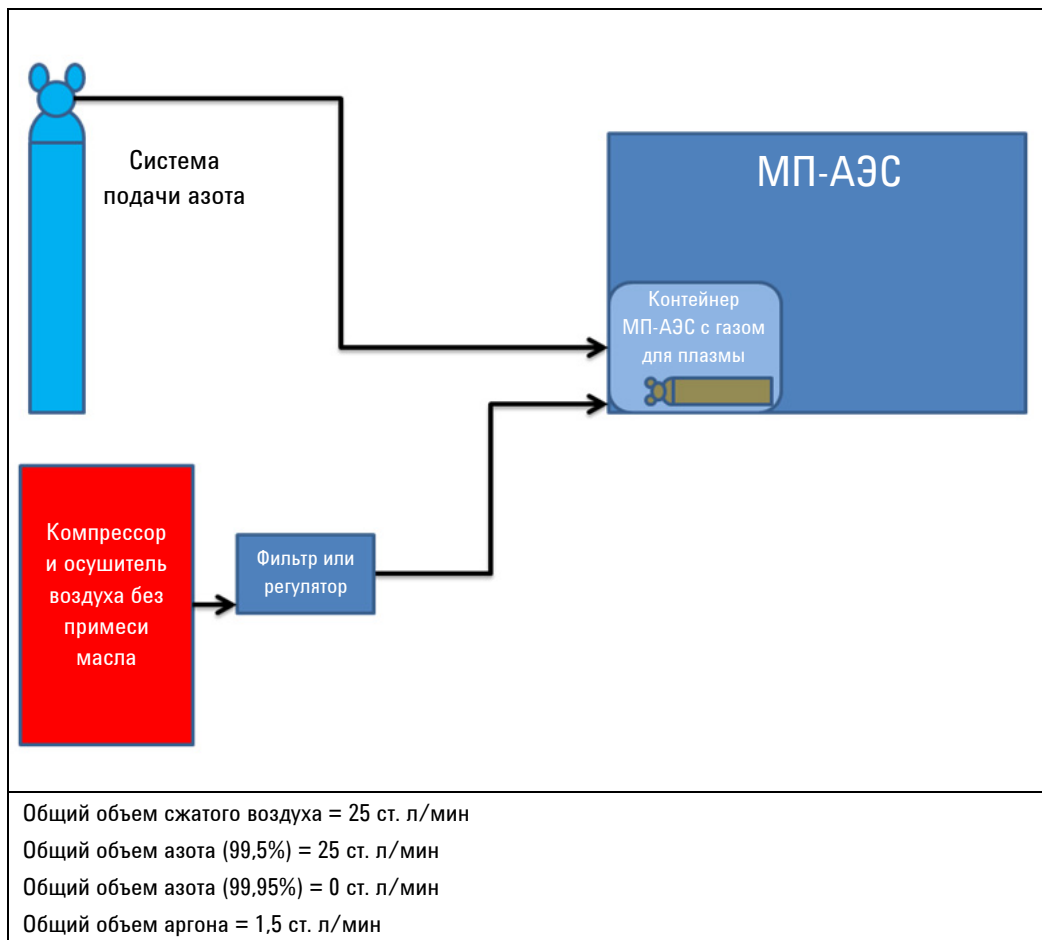 Система
подачи азота
МП-АЭС
Контейнер
МП-АЭС с газом
для плазмы
Компрессор
и осушитель
воздуха без
примеси
масла
Фильтр или
регулятор
Общий объем сжатого воздуха = 25 ст. л/мин
Общий объем азота (99,5%) = 25 ст. л/мин
Общий объем азота (99,95%) = 0 ст. л/мин
Общий объем аргона = 1,5 ст. л/мин